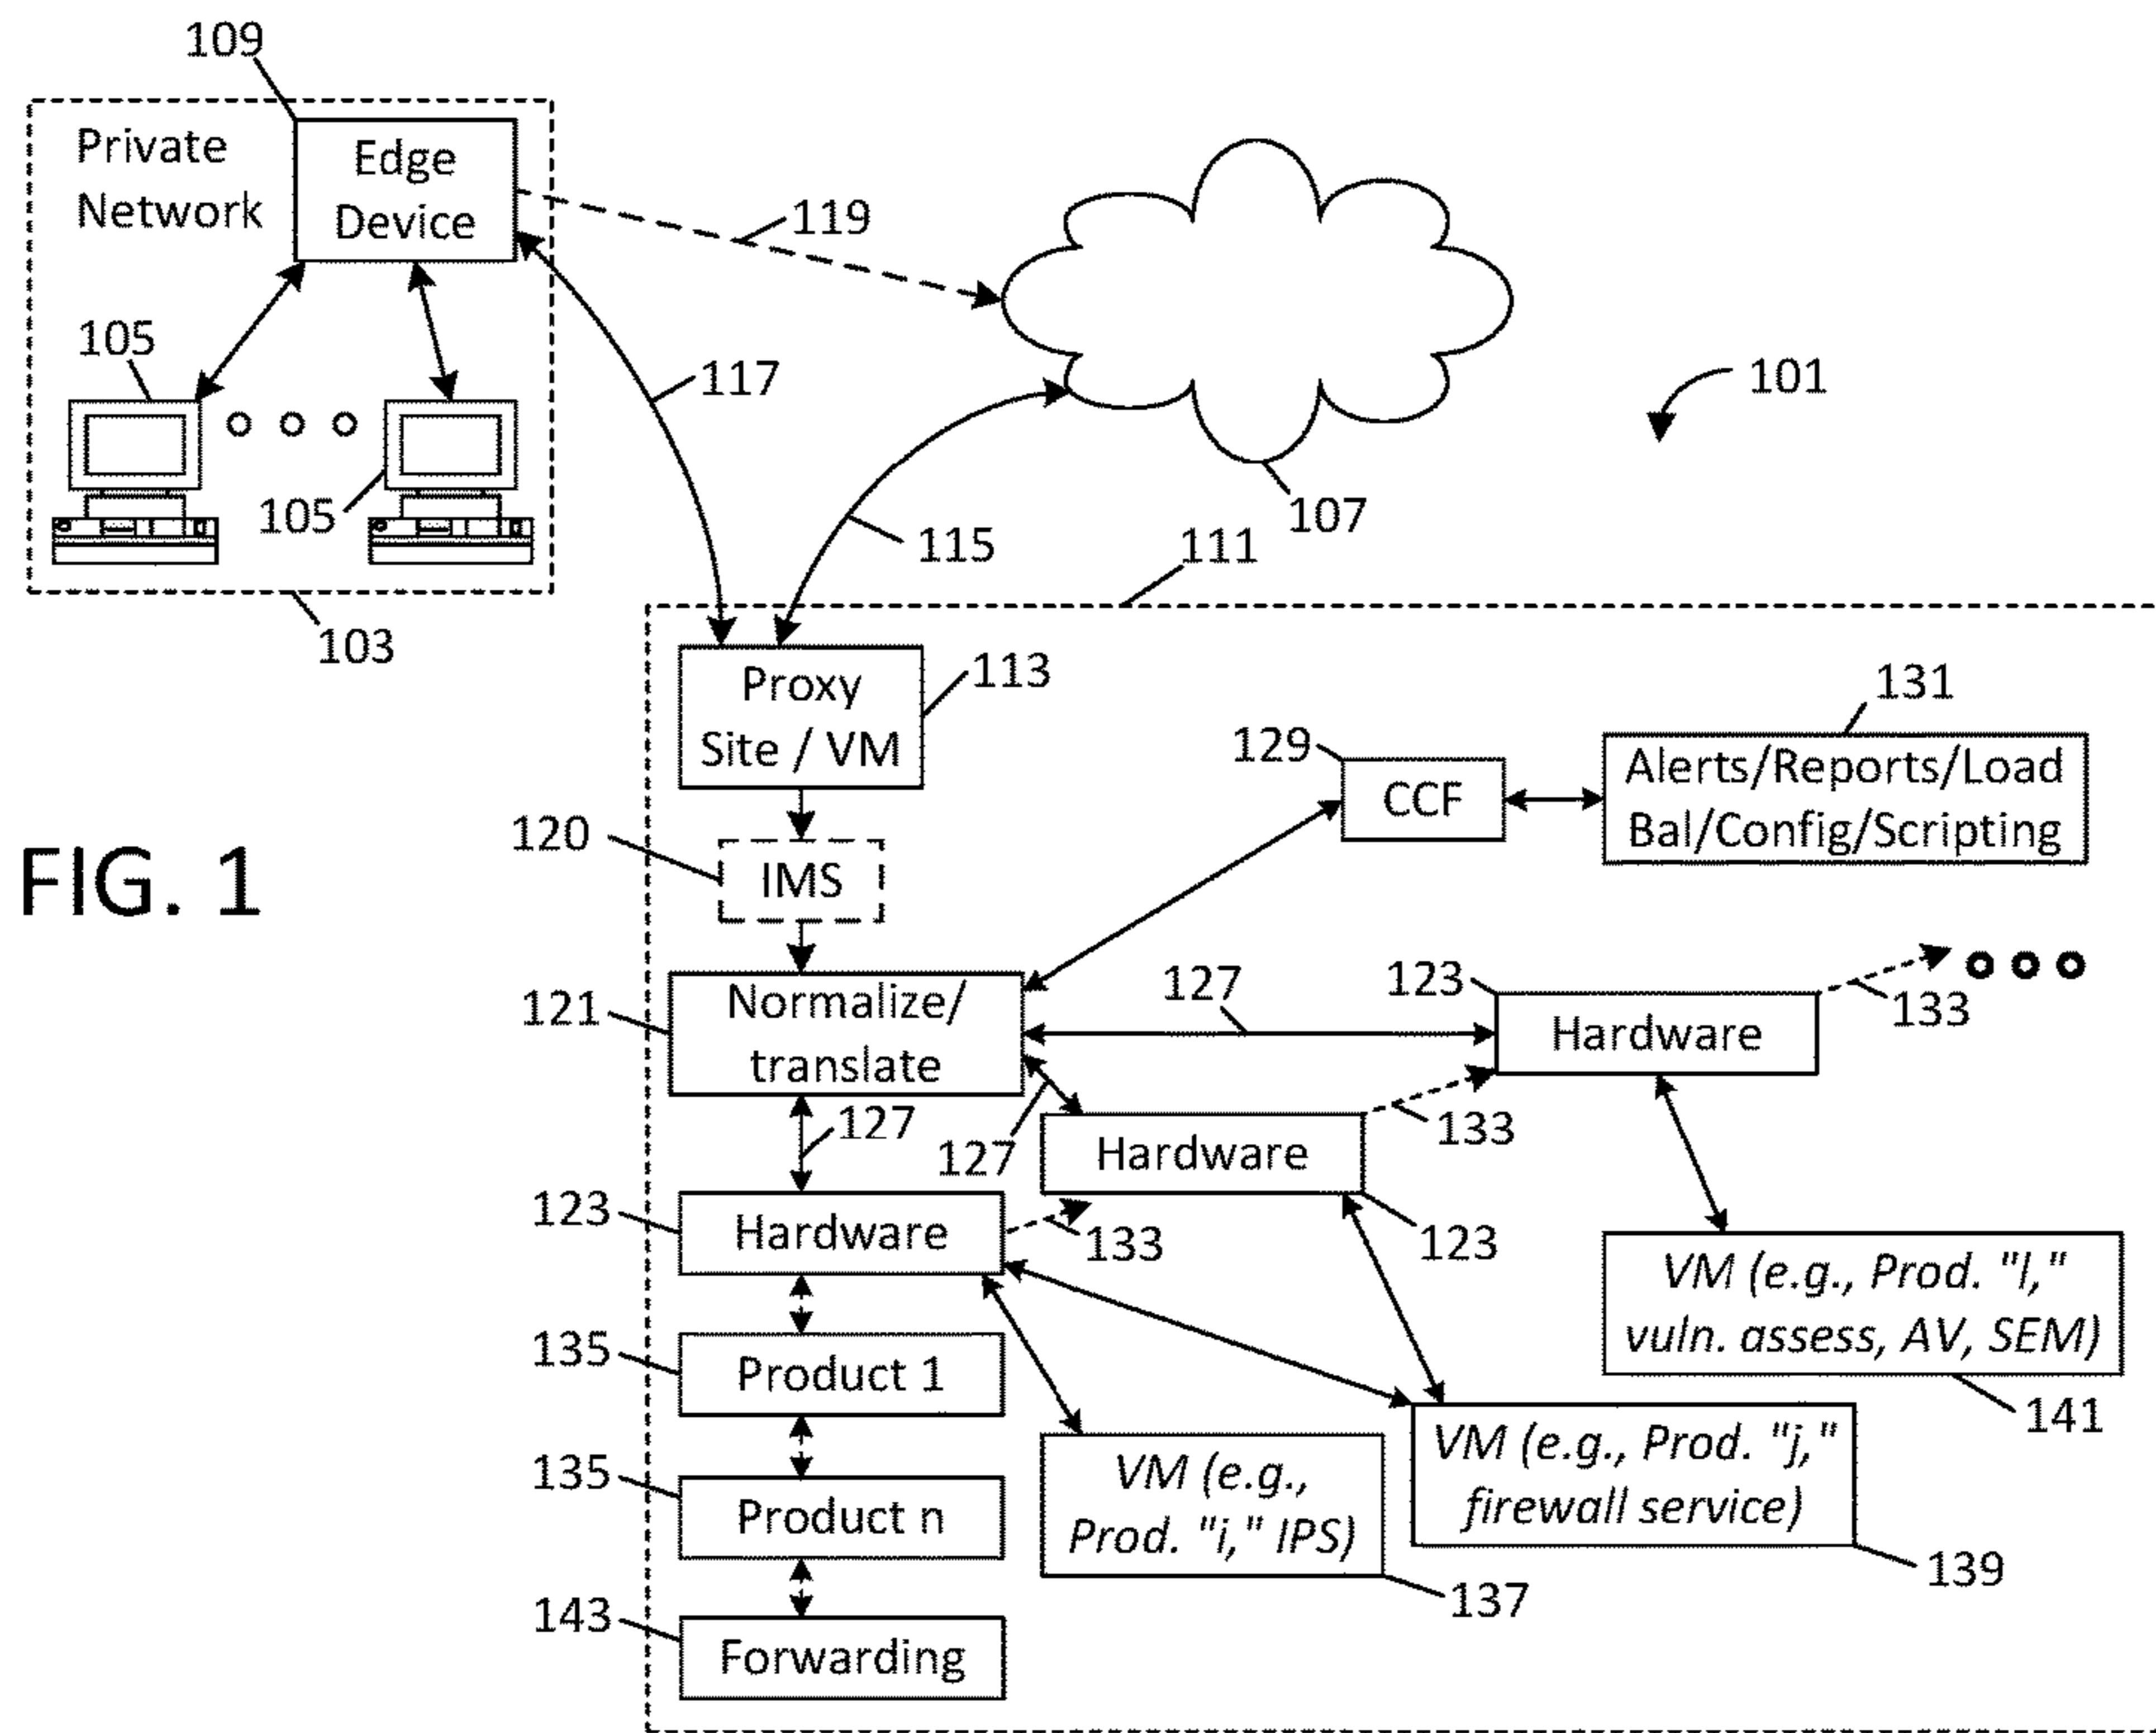 109
Private
Network
Edge
Device
119
105
117
101
105
107
115
111
103
Proxy
Site / VM
113
131
129
CCF
Alerts/Reports/Load
Bal/Config/Scripting
120
IMS
FIG. 1
121
Normalize/
translate
127
123
Hardware
133
127
127
Hardware
133
123
Hardware
133
123
VM (e.g., Prod. "l,"
vuln. assess, AV, SEM)
135
Product 1
141
135
Product n
VM (e.g.,
Prod. "i," IPS)
VM (e.g., Prod. "j,"
firewall service)
139
137
143
Forwarding